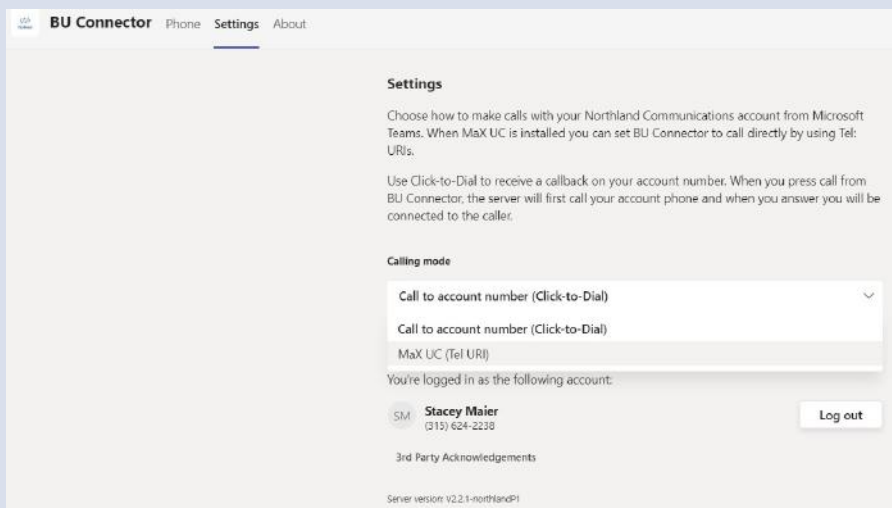 BU Connector Phone Settings About
Settings
Choose how to make calls with your Northland Communications account from Microsoft
Teams. When MaX UC is installed you can set BU Connector to call directly by using Tel:
URIs.
Use Click-to-Dial to receive a callback on your account number. When you press call from
BU Connector, the server will first call your account phone and when you answer you will be
connected to the caller.
Calling mode
Call to account number (Click-to-Dial)
Call to account number (Click-to-Dial)
MaX UC (Tel URI)
You're logged in as the following account:
SM Stacey Maier
(315) 624-2238
Log out
3rd Party Acknowledgements
Server version: V2.2.1-northlandP1